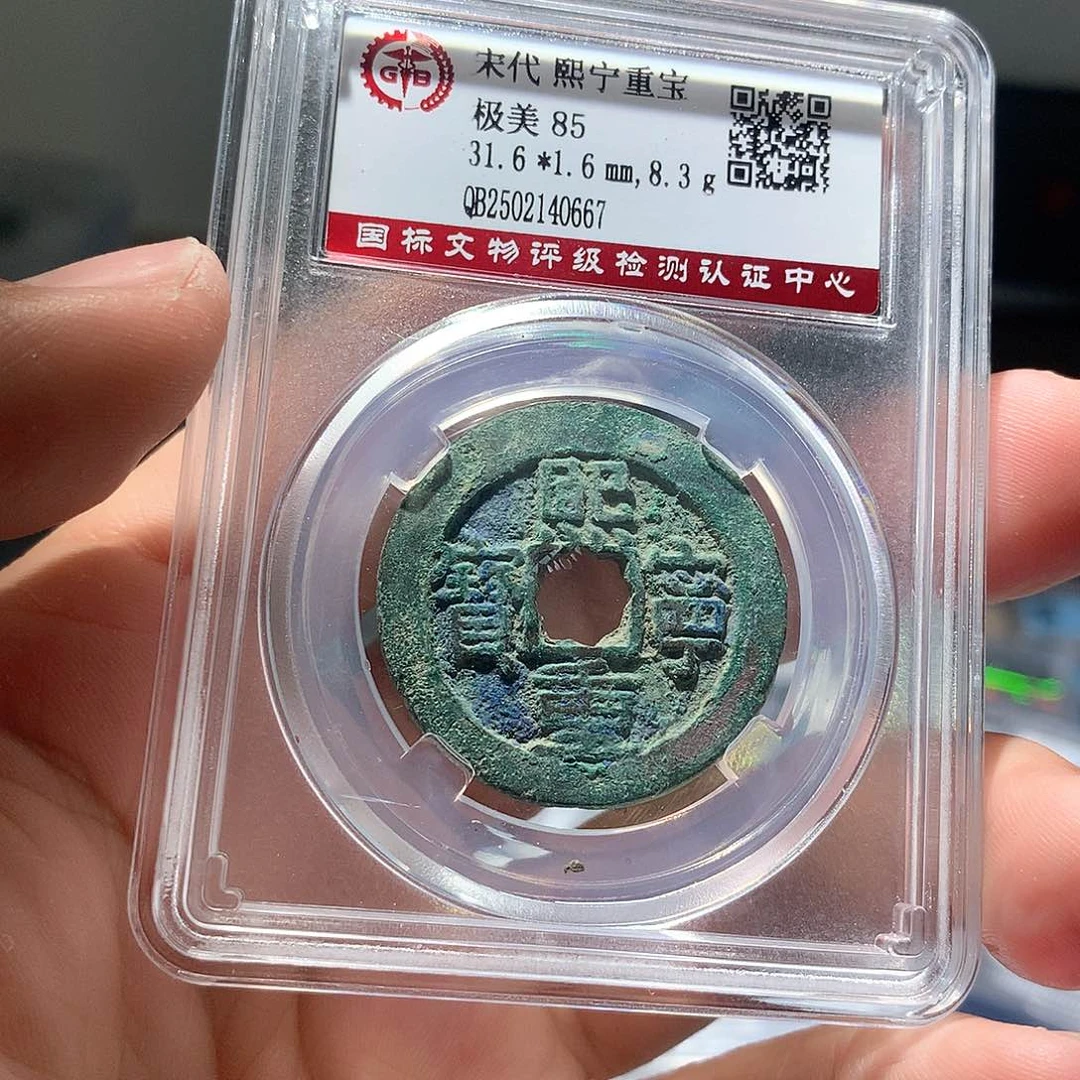 GB
宋代 熙宁重宝
极美 85
31.6 *1.6 mm,8.3 g
QB2502140667
国标文物评级检测认证中心
熙
寶 寧
重